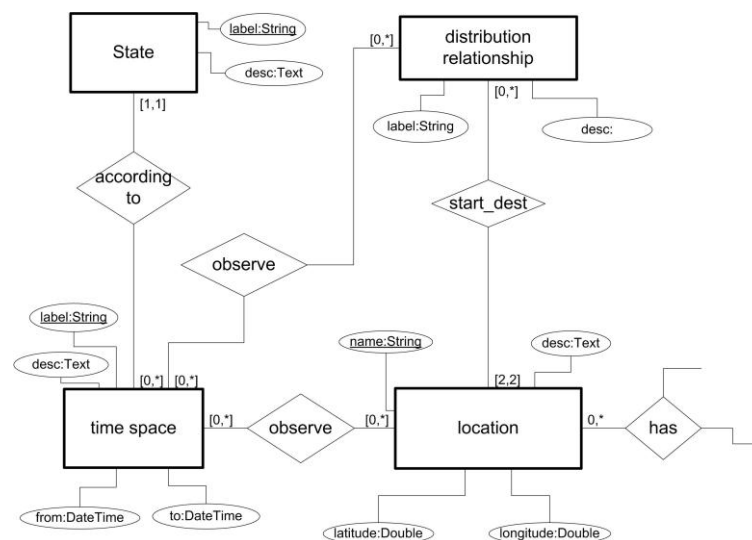 label:String
State
desc:Text
[1,1]
according
to
[0,*]
distribution
relationship
[0,*]
label:String
desc:
start_dest
observe
label:String
desc:Text
[0,*]
[0,*]
time space
[0,*]
observe
[0,*]
name:String
desc:Text
[2,2]
location
0,*
has
from:DateTime
to:DateTime
latitude:Double
longitude:Double